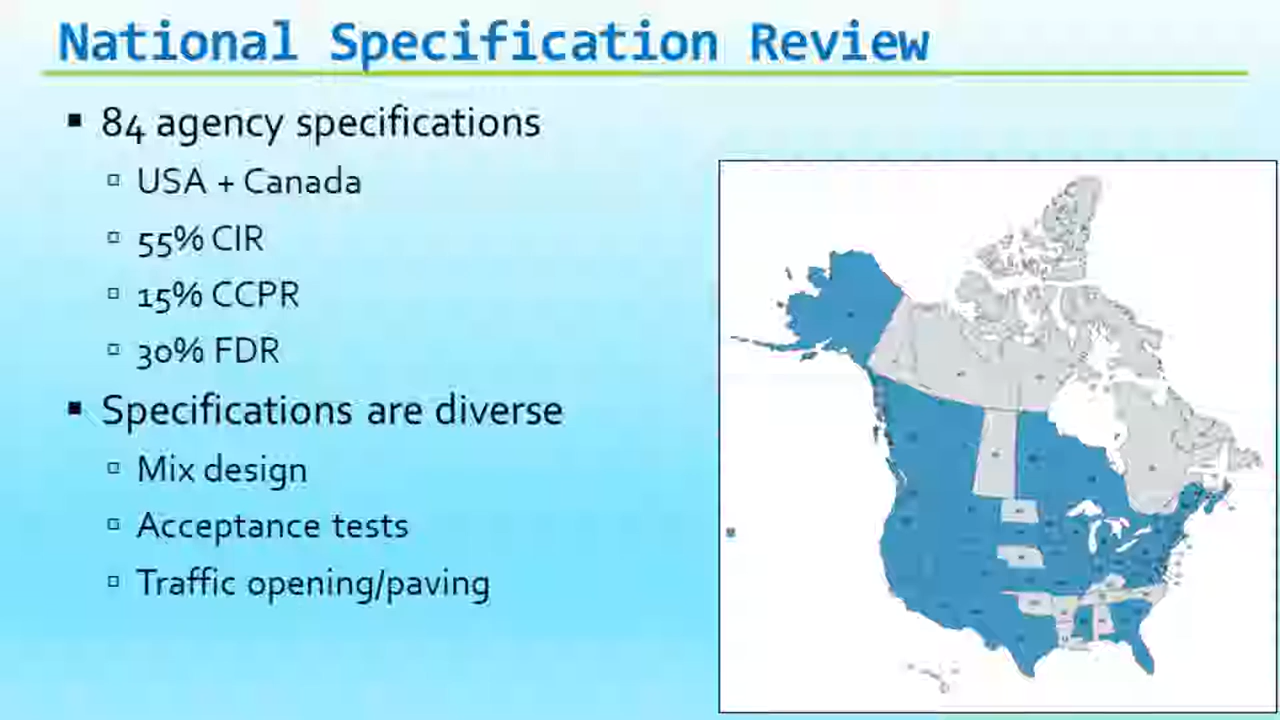 National Specification Review
84 agency specifications
USA + Canada
55% CIR
15% CCPR
30% FDR
Specifications are diverse
Mix design
Acceptance tests
Traffic opening/paving